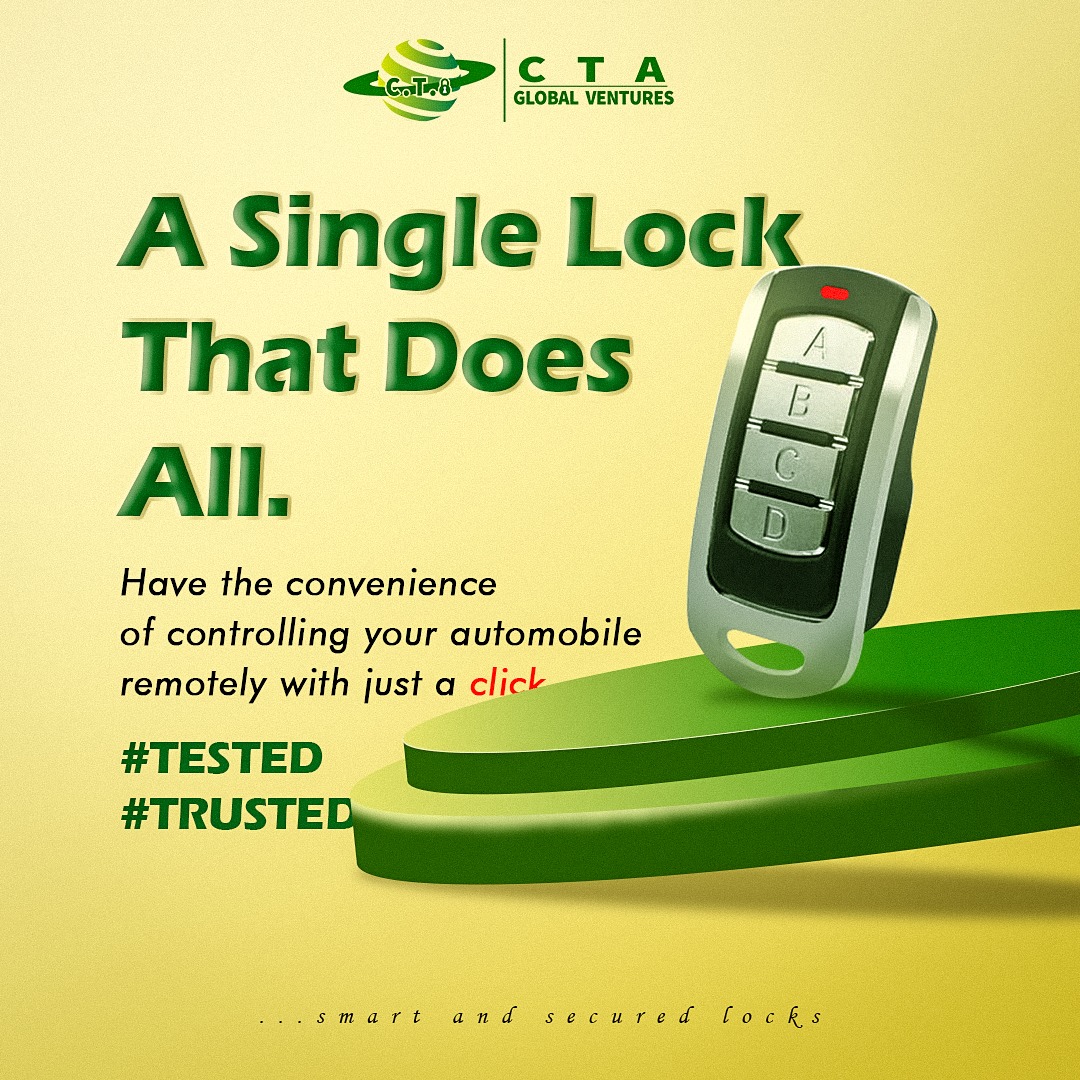 C.T.A
C T A
GLOBAL VENTURES
A Single Lock
That Does
All.
Have the convenience
of controlling your automobile
remotely with just a click
#TESTED
#TRUSTED
A
B
C
D
...smart and secured locks